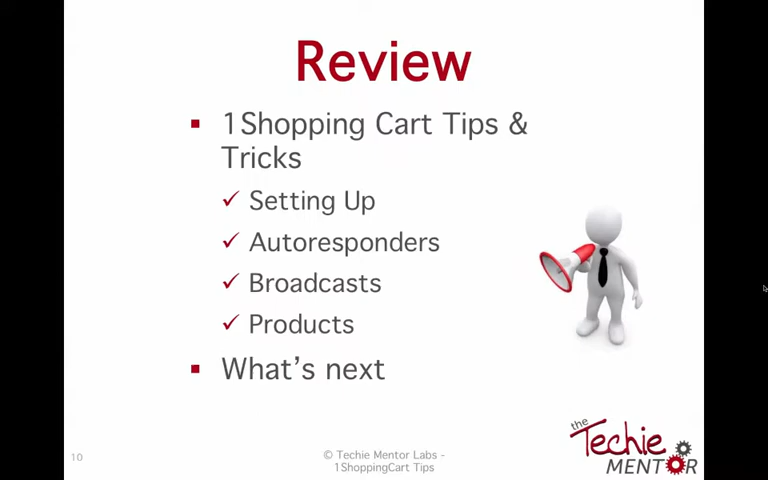 Review
▪ 1Shopping Cart Tips &
Tricks
✓ Setting Up
✓ Autoresponders
✓ Broadcasts
✓ Products
▪ What's next
10
© Techie Mentor Labs -
1ShoppingCart Tips
the
Techie
MENTOR